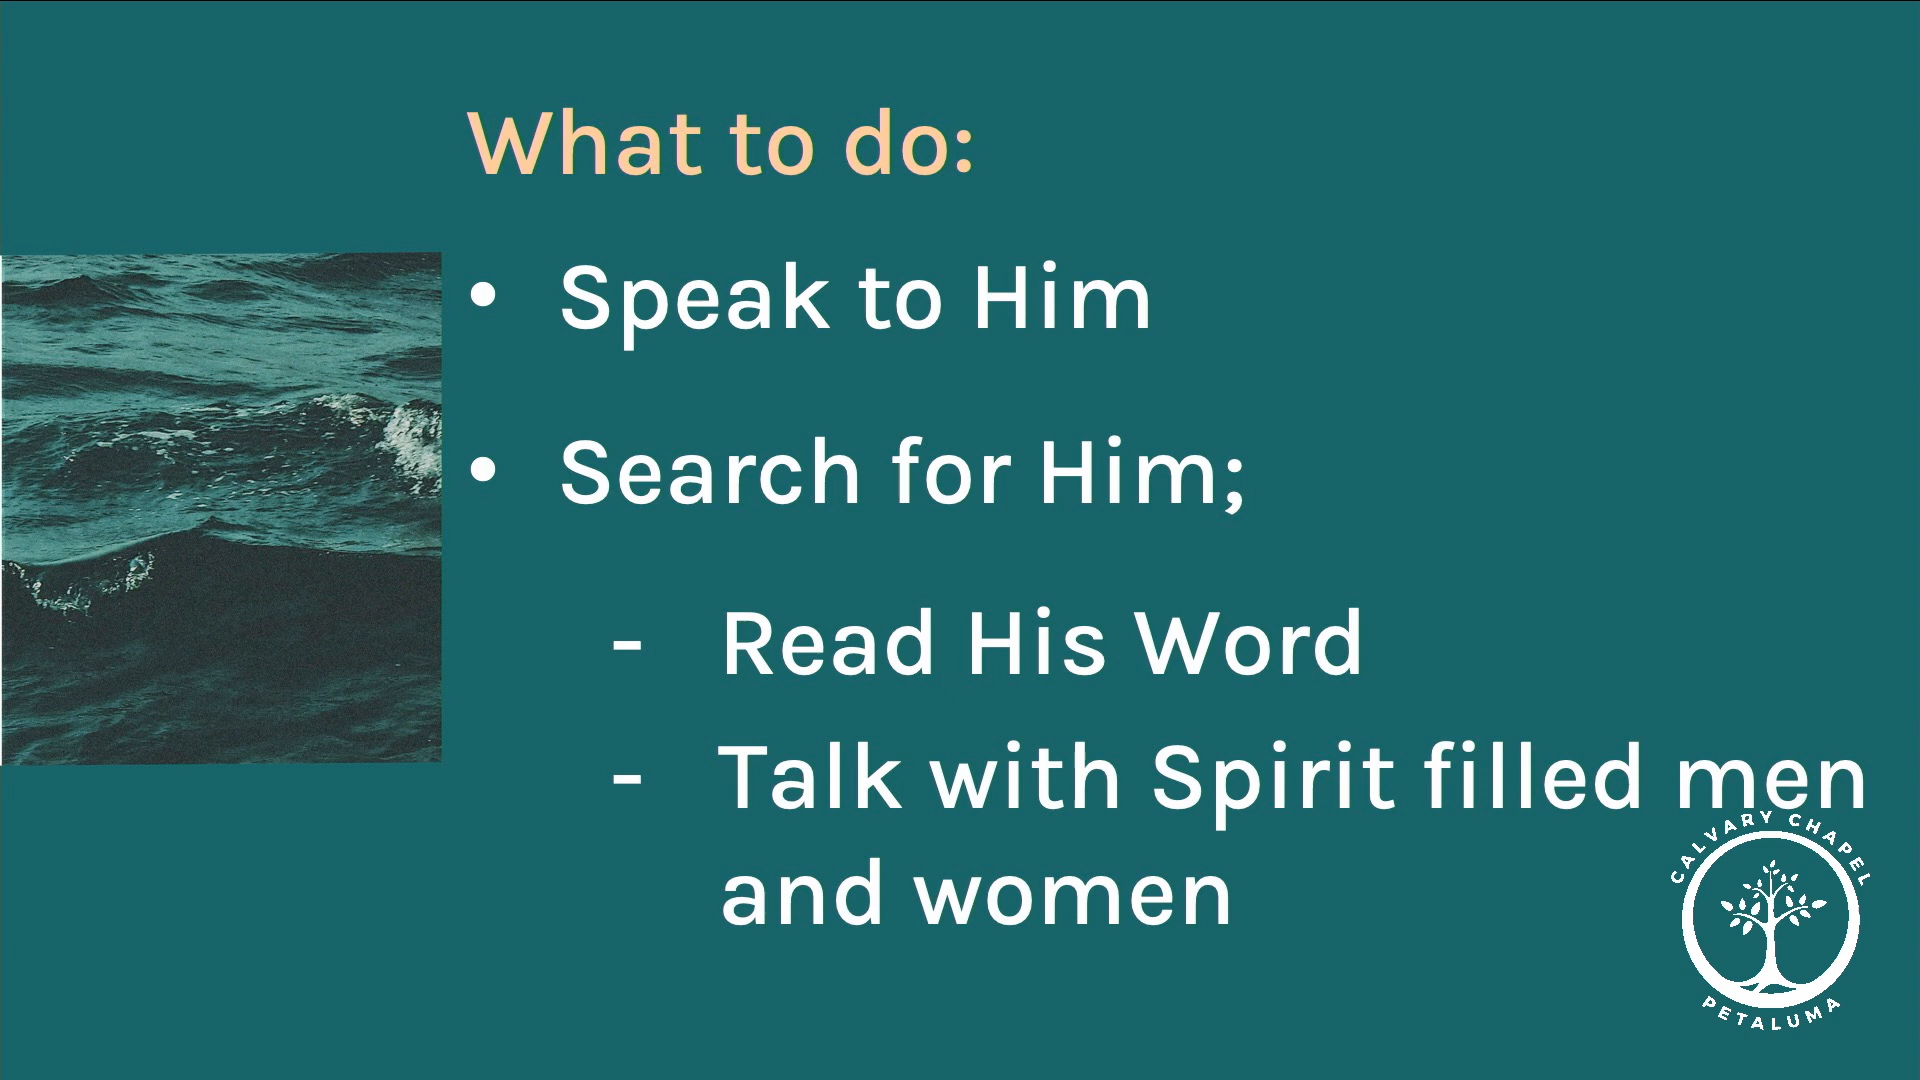 What to do:
• Speak to Him
• Search for Him;
- Read His Word
- Talk with Spirit filled men
and women
CALVARY CHAPEL
PETALUMA